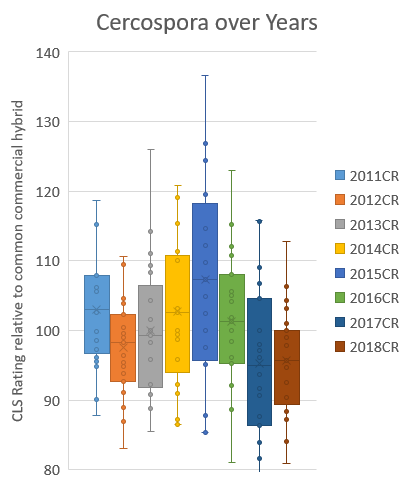 Cercospora over Years
CLS Rating relative to common commercial hybrid
140
130
120
110
100
90
80
2011CR
2012CR
2013CR
2014CR
2015CR
2016CR
2017CR
2018CR